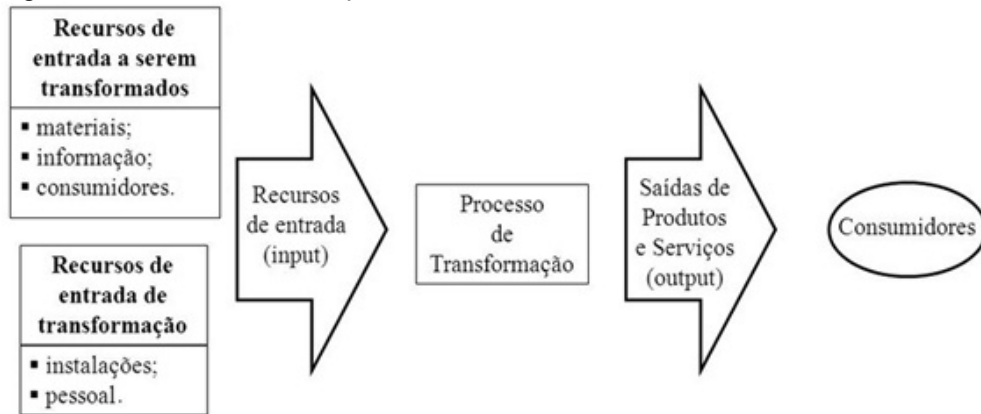 Recursos de
entrada a serem
transformados
▪ materiais;
▪ informação;
▪ consumidores.
Recursos de
entrada de
transformação
▪ instalações;
▪ pessoal.
Recursos
de entrada
(input)
Processo
de
Transformação
Saídas de
Produtos
e Serviços
(output)
Consumidores